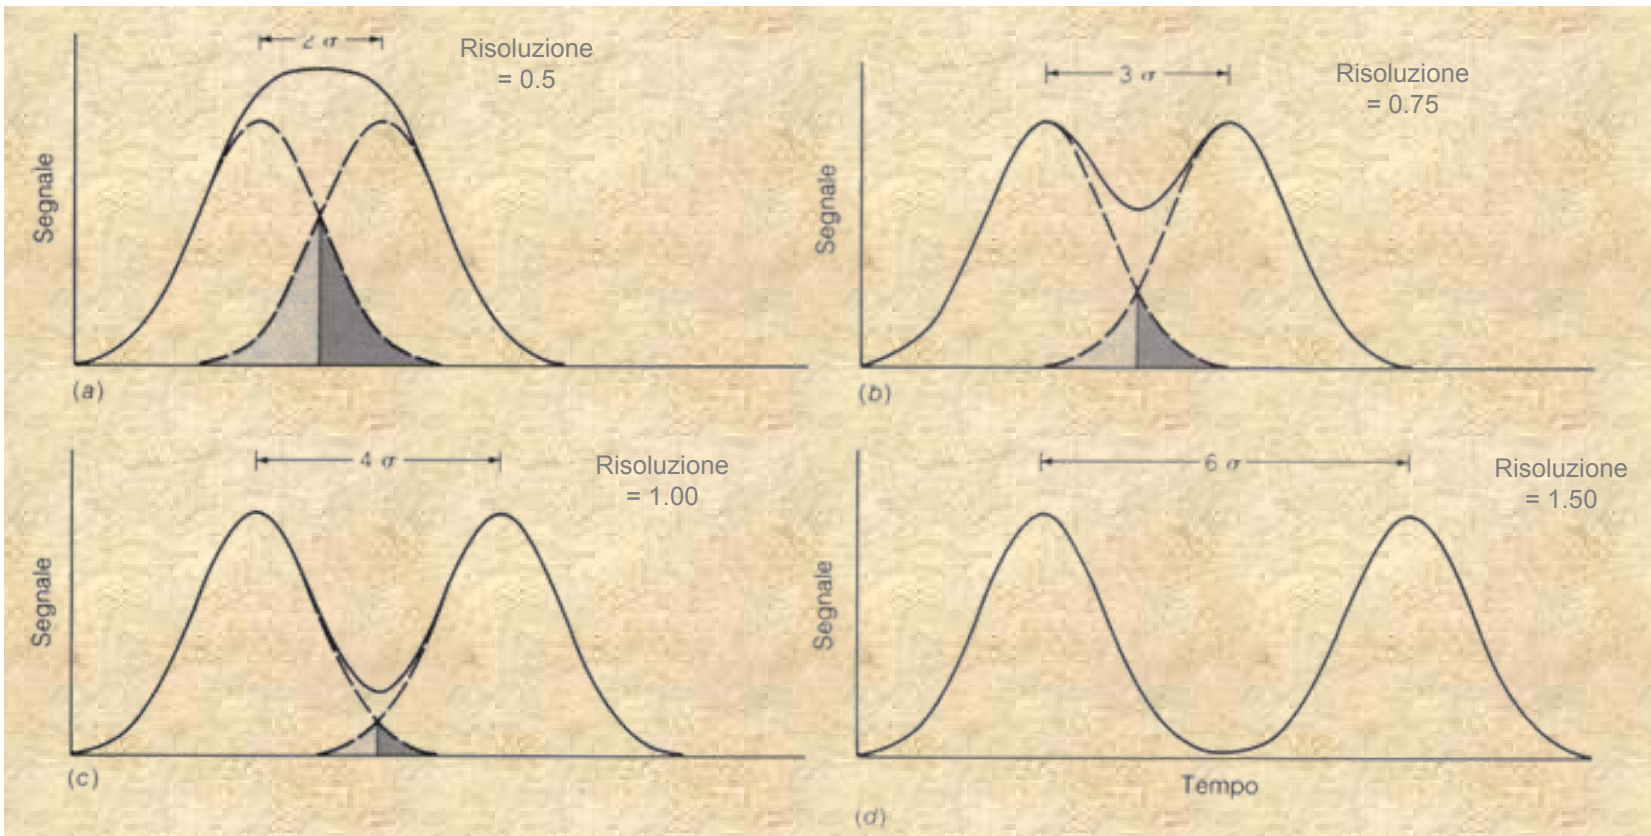 2 σ
Risoluzione
= 0.5
Segnale
(a)
3 σ
Risoluzione
= 0.75
Segnale
(b)
4 σ
Risoluzione
= 1.00
Segnale
(c)
6 σ
Risoluzione
= 1.50
Segnale
Tempo
(d)